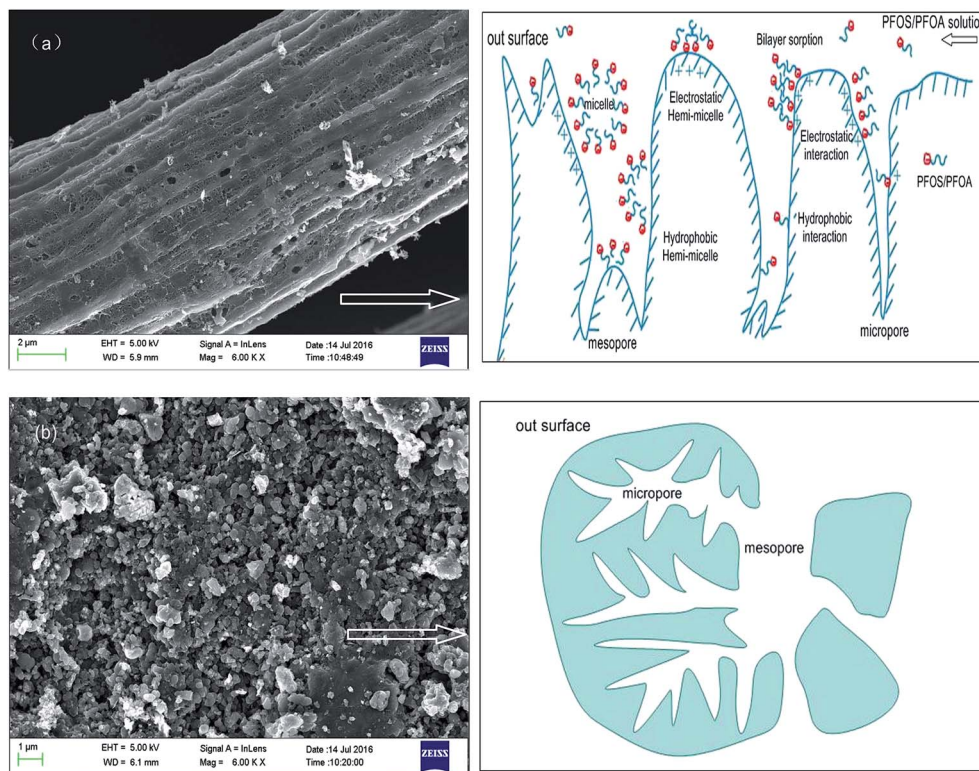 （a）
2 μm
EHT = 5.00 kV
WD = 5.9 mm
Signal A = InLens
Mag = 6.00 K X
Date :14 Jul 2016
Time :10:48:49
ZEISS
PFOS/PFOA solutio
out surface
Bilayer sorption
micelle
Electrostatic
Hemi-micelle
Electrostatic
interaction
PFOS/PFOA
Hydrophobic
Hemi-micelle
Hydrophobic
interaction
mesopore
micropore
(b)
1 μm
EHT = 5.00 kV
WD = 6.1 mm
Signal A = InLens
Mag = 6.00 K X
Date :14 Jul 2016
Time :10:20:00
ZEISS
out surface
micropore
mesopore